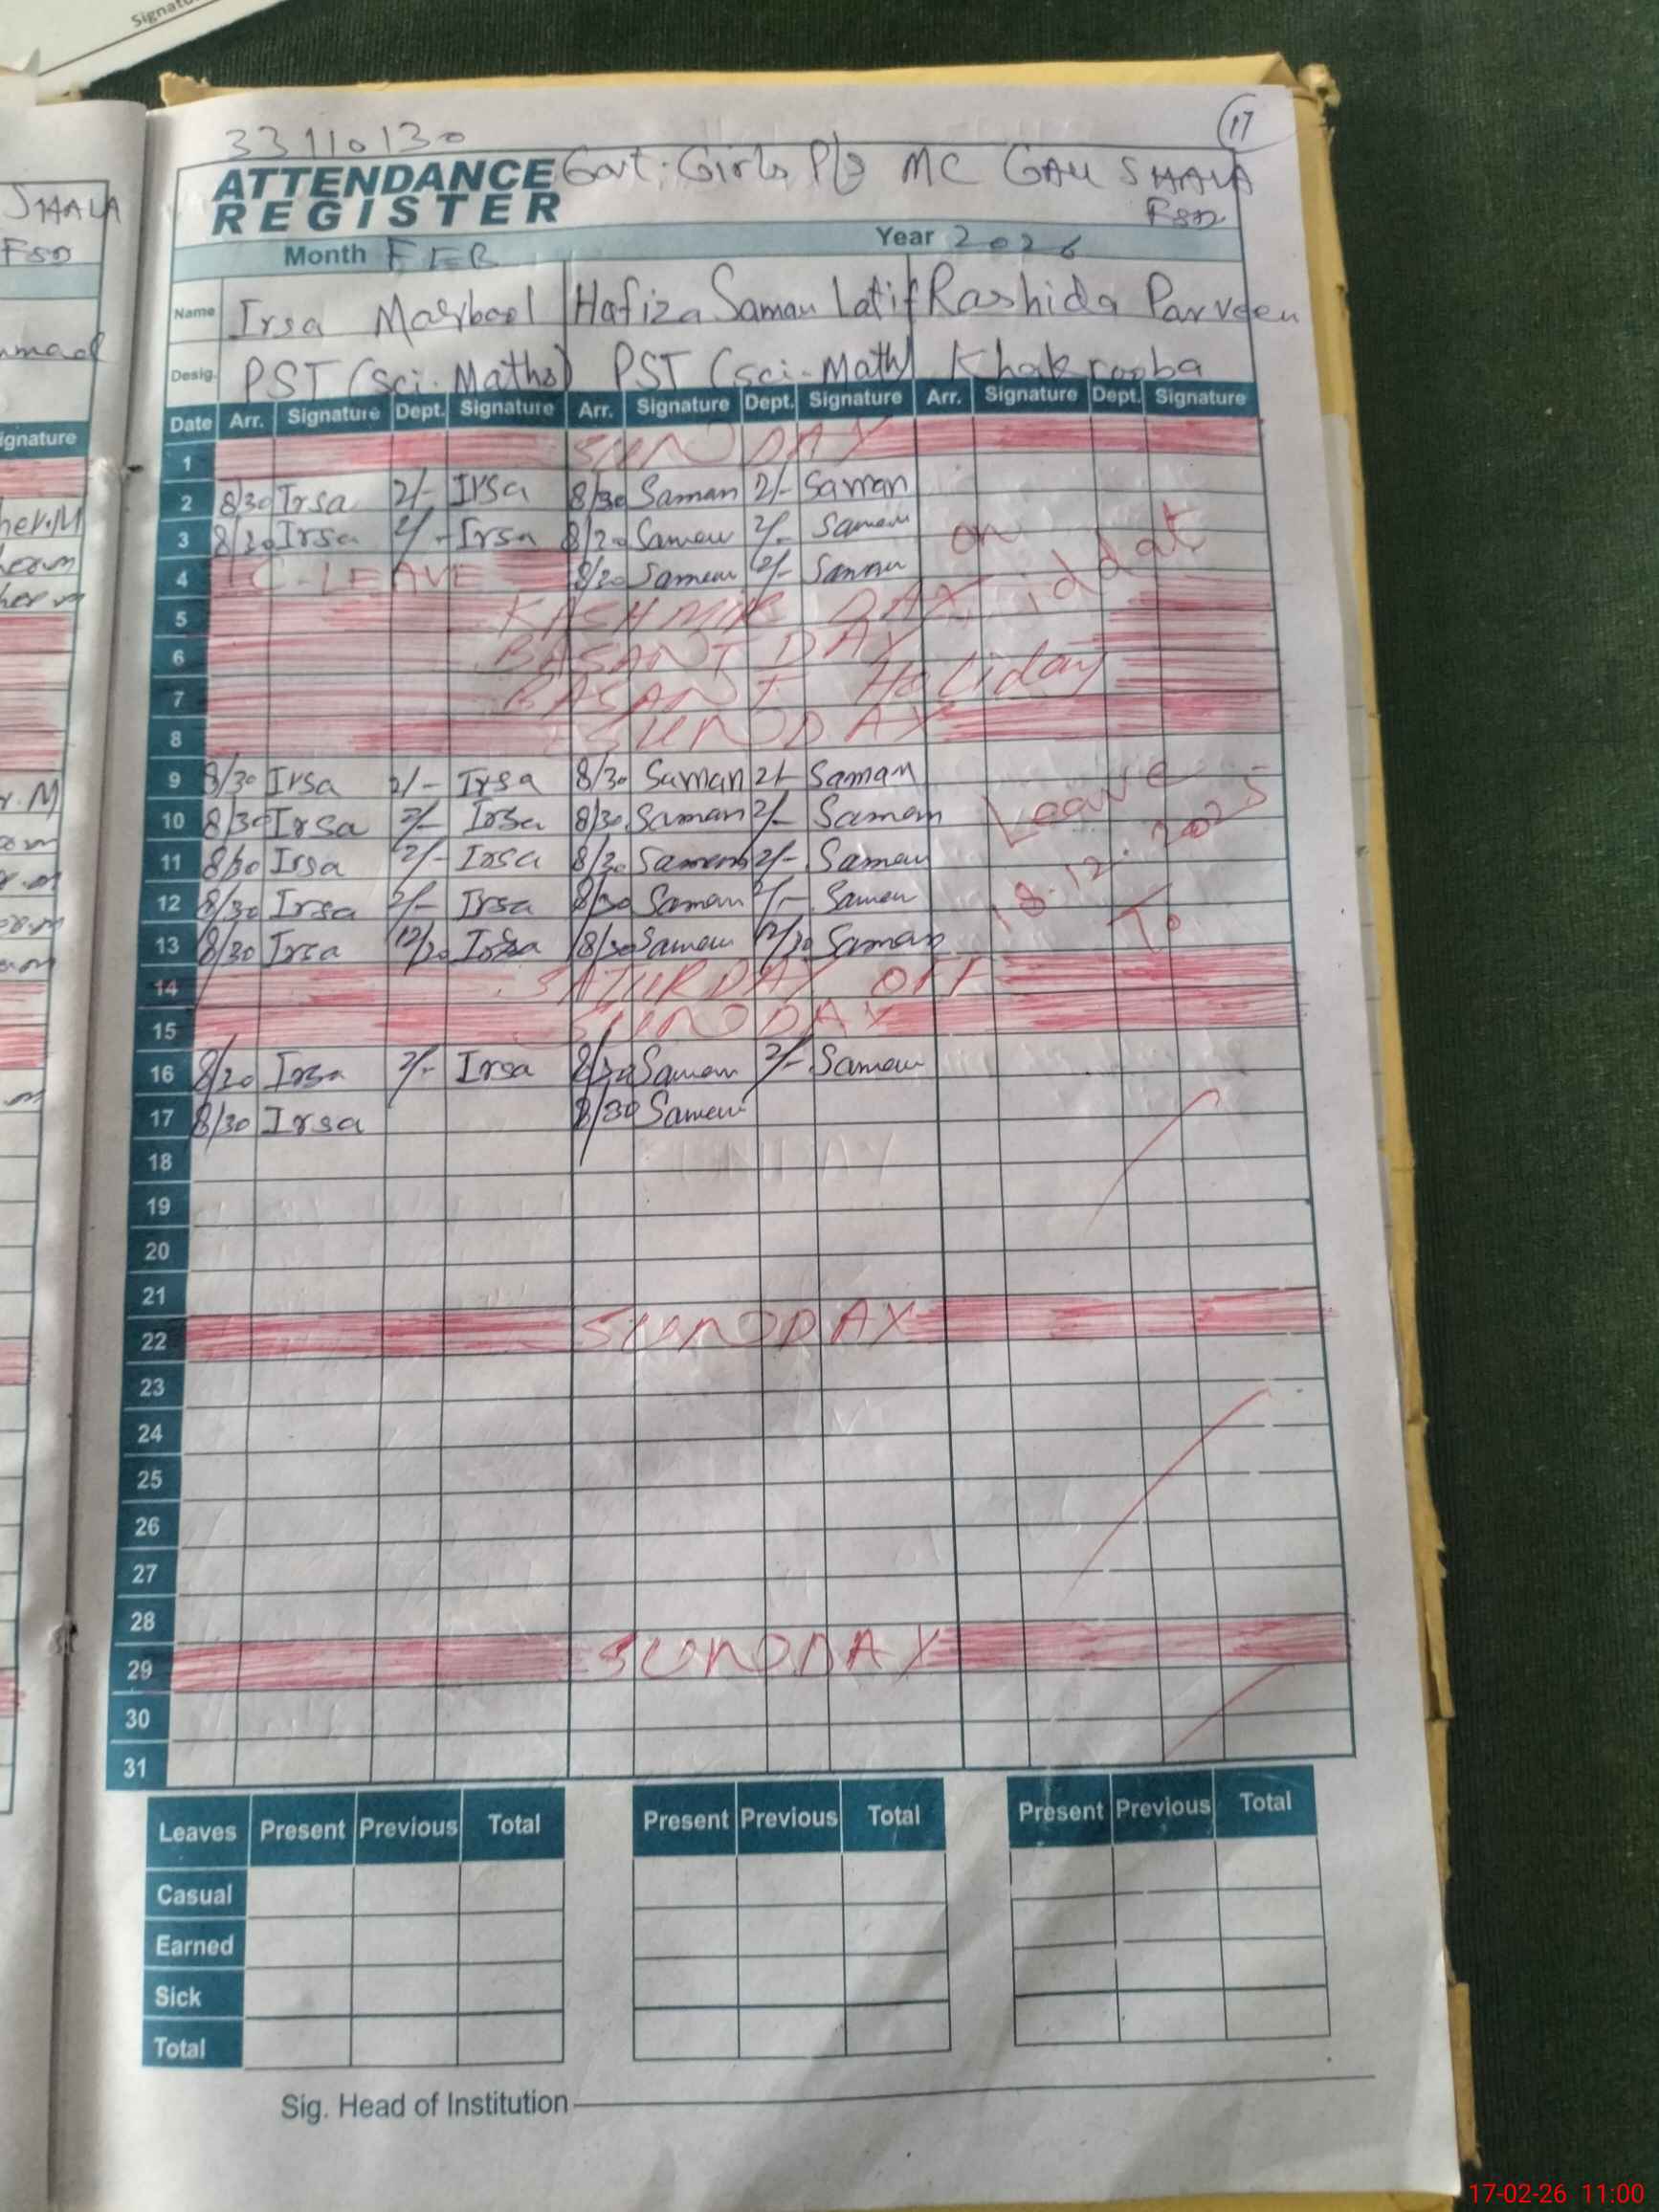 Signatu
17
33110130
ATTENDANCE Govt. Girls P/S MC GAU SHALA
REGISTER FSD
Month FEB Year 2026
Name Irsa Maqbool Hafiza Saman Latif Rashida Parveen
Desig. PST (Sci-Maths) PST (Sci-Math) Khakrooba
Date Arr. Signature Dept. Signature Arr. Signature Dept. Signature Arr. Signature Dept. Signature
1 SUNDAY
2 8/30 Irsa 2/- Irsa 8/30 Saman 2/- Saman
3 8/30 Irsa 2/- Irsa 8/30 Saman 2/- Saman on
4 C-LEAVE 8/30 Saman 2/- Saman iddat
5 KASHMIR DAY
6 BASANT DAY
7 BASANT Holiday
8 SUNDAY
9 8/30 Irsa 2/- Irsa 8/30 Saman 2/- Saman
10 8/30 Irsa 2/- Irsa 8/30 Saman 2/- Saman Leave
11 8/30 Irsa 2/- Irsa 8/30 Saman 2/- Saman
12 8/30 Irsa 2/- Irsa 8/30 Saman 2/- Saman 18.12.2025
13 8/30 Irsa 12/30 Irsa 8/30 Saman 12/30 Saman To
14 SATURDAY OFF
15 SUNDAY
16 8/30 Irsa 2/- Irsa 8/30 Saman 2/- Saman
17 8/30 Irsa 8/30 Saman
18
19
20
21
22 SUNDAY
23
24
25
26
27
28
29 SUNDAY
30
31
Leaves Present Previous Total Present Previous Total Present Previous Total
Casual
Earned
Sick
Total
Sig. Head of Institution
17-02-26 11:00